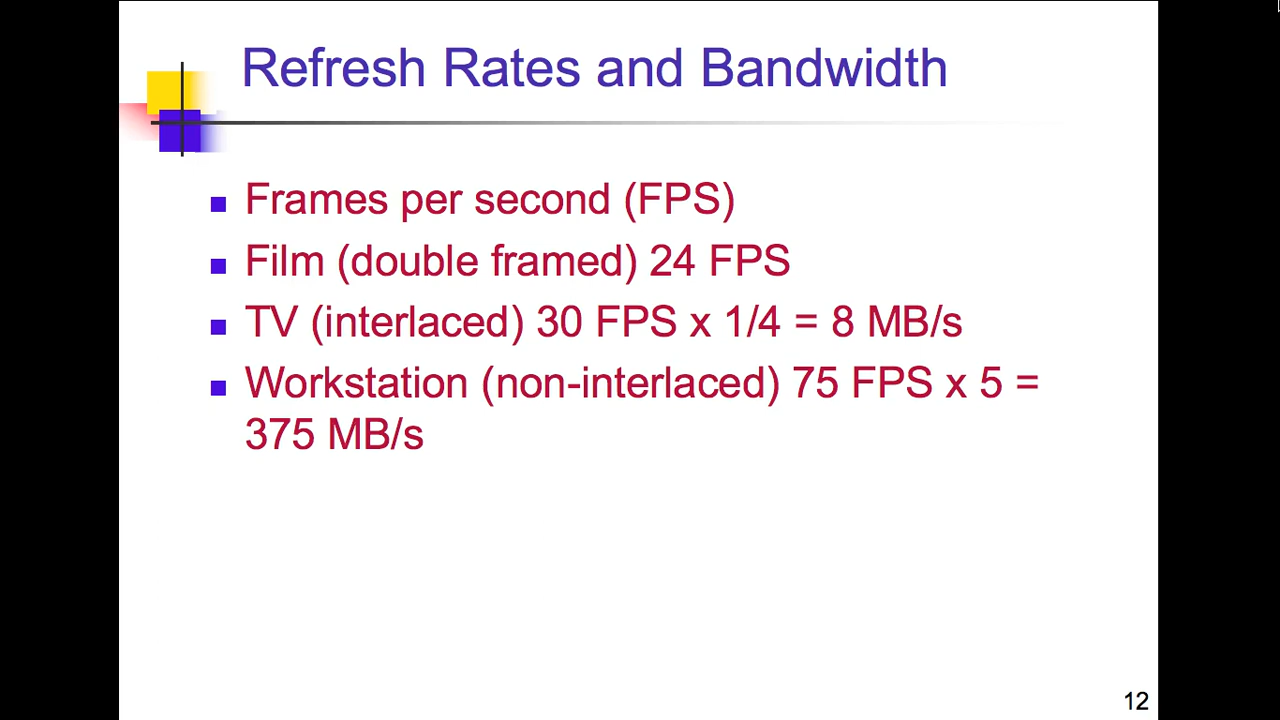 Refresh Rates and Bandwidth
Frames per second (FPS)
Film (double framed) 24 FPS
TV (interlaced) 30 FPS x 1/4 = 8 MB/s
Workstation (non-interlaced) 75 FPS x 5 =
375 MB/s
12